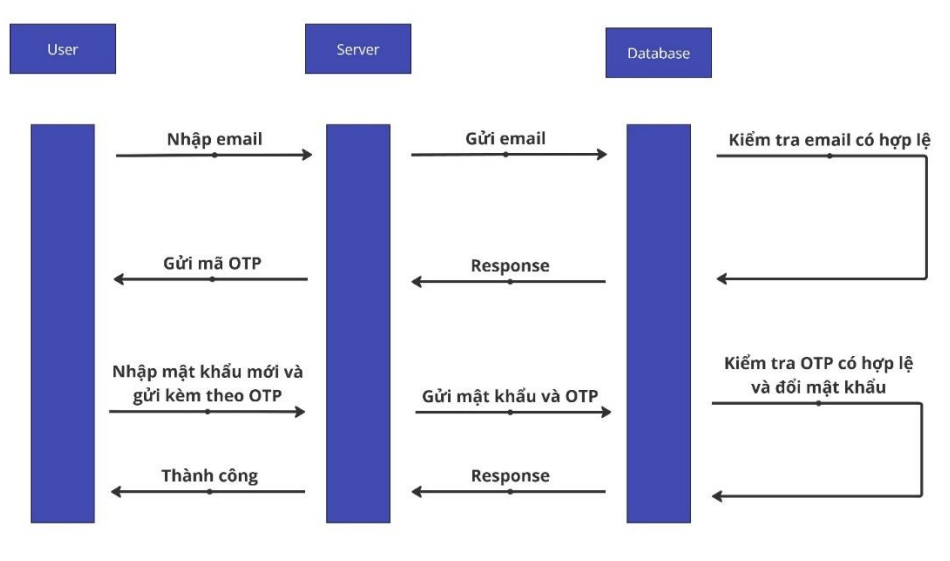 User
Server
Database
Nhập email
Gửi email
Kiểm tra email có hợp lệ
Gửi mã OTP
Response
Nhập mật khẩu mới và
gửi kèm theo OTP
Gửi mật khẩu và OTP
Kiểm tra OTP có hợp lệ
và đổi mật khẩu
Thành công
Response